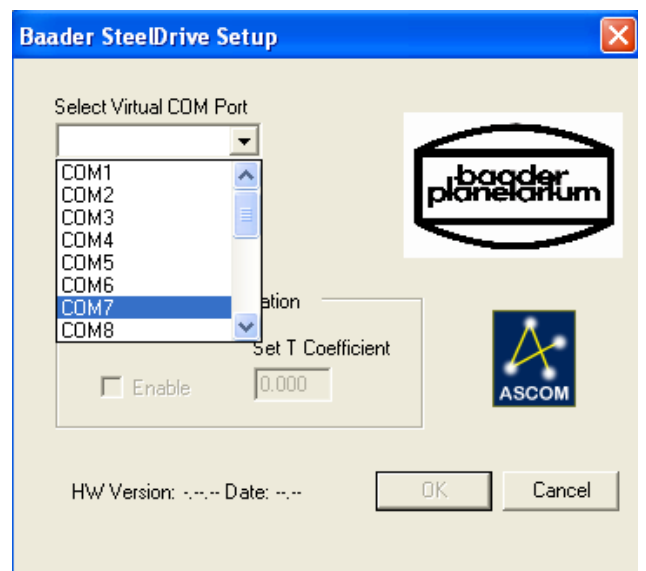 Baader SteelDrive Setup
Select Virtual COM Port
COM1
COM2
COM3
COM4
COM5
COM6
COM7
COM8
baader
planetarium
ation
Set T Coefficient
Enable
0.000
ASCOM
HW Version: -.--.-- Date: --.--
OK
Cancel